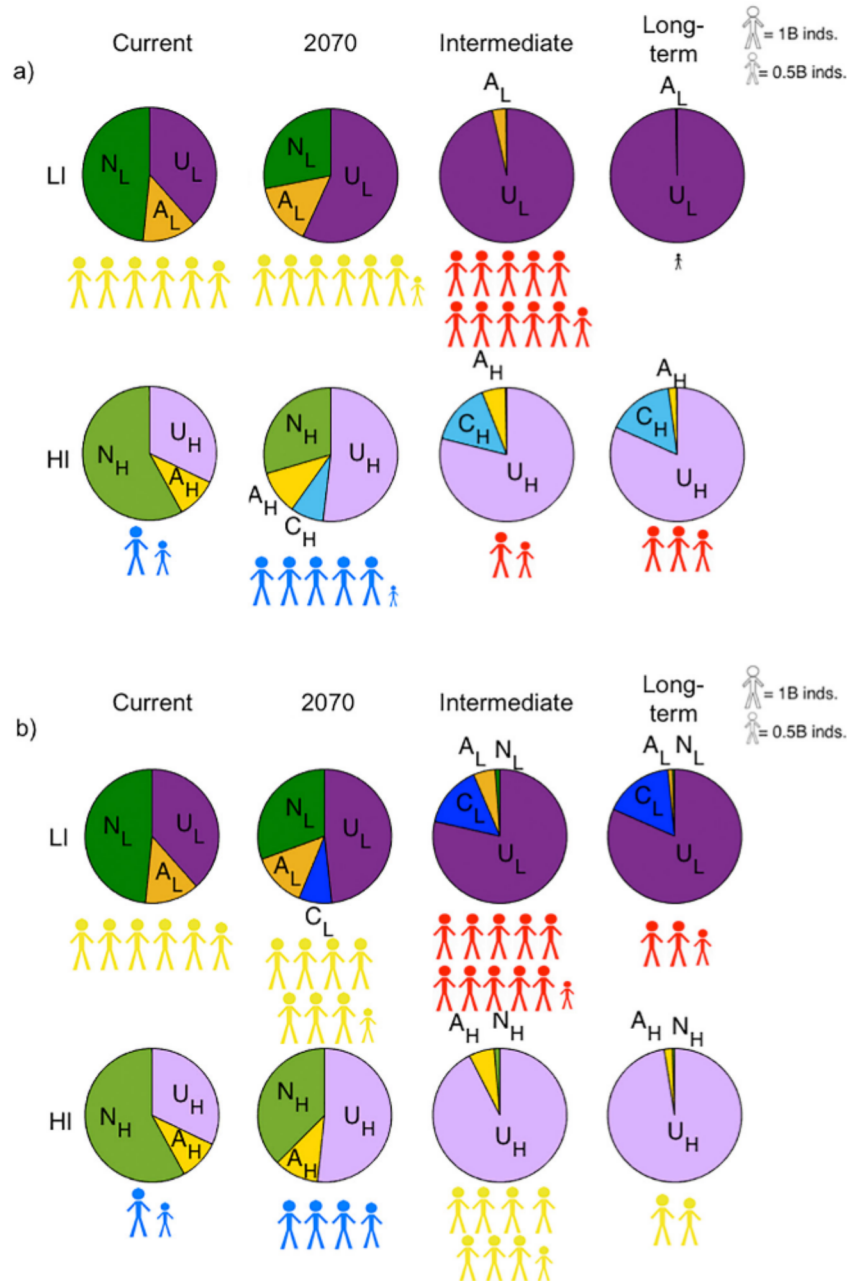 Current 2070 Intermediate Long-term
= 1B inds.
= 0.5B inds.
a)
LI
N_L U_L A_L
N_L U_L A_L
A_L U_L
A_L U_L
HI
N_H U_H A_H
N_H U_H A_H C_H
A_H C_H U_H
A_H C_H U_H
Current 2070 Intermediate Long-term
= 1B inds.
= 0.5B inds.
b)
LI
N_L U_L A_L
N_L U_L A_L C_L
A_L N_L C_L U_L
A_L N_L C_L U_L
HI
N_H U_H A_H
N_H U_H A_H
A_H N_H U_H
A_H N_H U_H